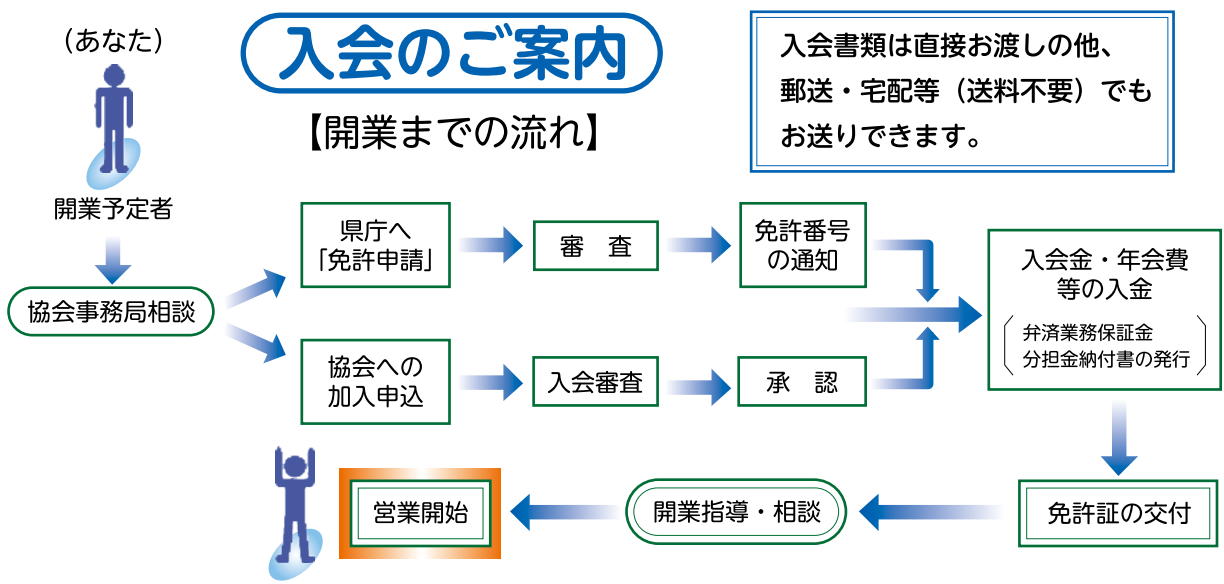 （あなた）
開業予定者
入会のご案内
【開業までの流れ】
入会書類は直接お渡しの他、
郵送・宅配等（送料不要）でも
お送りできます。
協会事務局相談
県庁へ
「免許申請」
審　査
免許番号
の通知
協会への
加入申込
入会審査
承　認
入会金・年会費
等の入金
（弁済業務保証金
分担金納付書の発行）
免許証の交付
開業指導・相談
営業開始